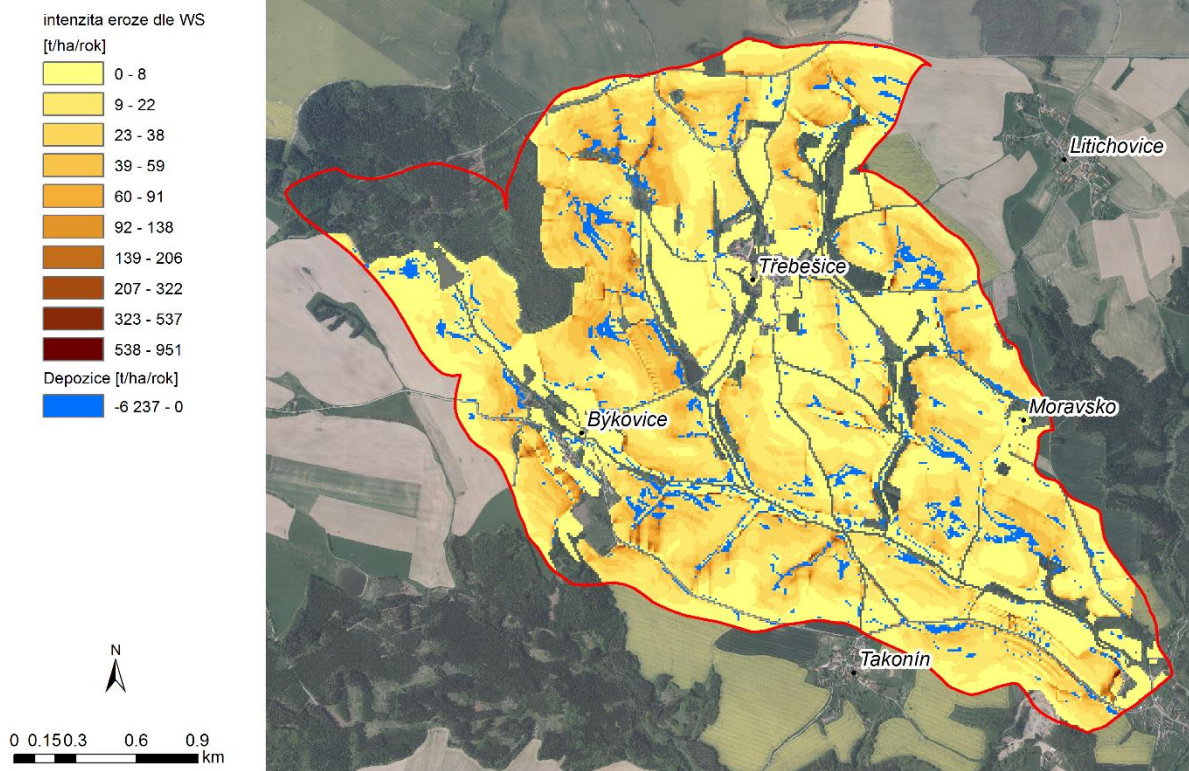 intenzita eroze dle WS
[t/ha/rok]
0 - 8
9 - 22
23 - 38
39 - 59
60 - 91
92 - 138
139 - 206
207 - 322
323 - 537
538 - 951
Depozice [t/ha/rok]
-6 237 - 0
Litichovice
Třebešice
Moravsko
Býkovice
Takonín
N
0 0.150.3 0.6 0.9
km